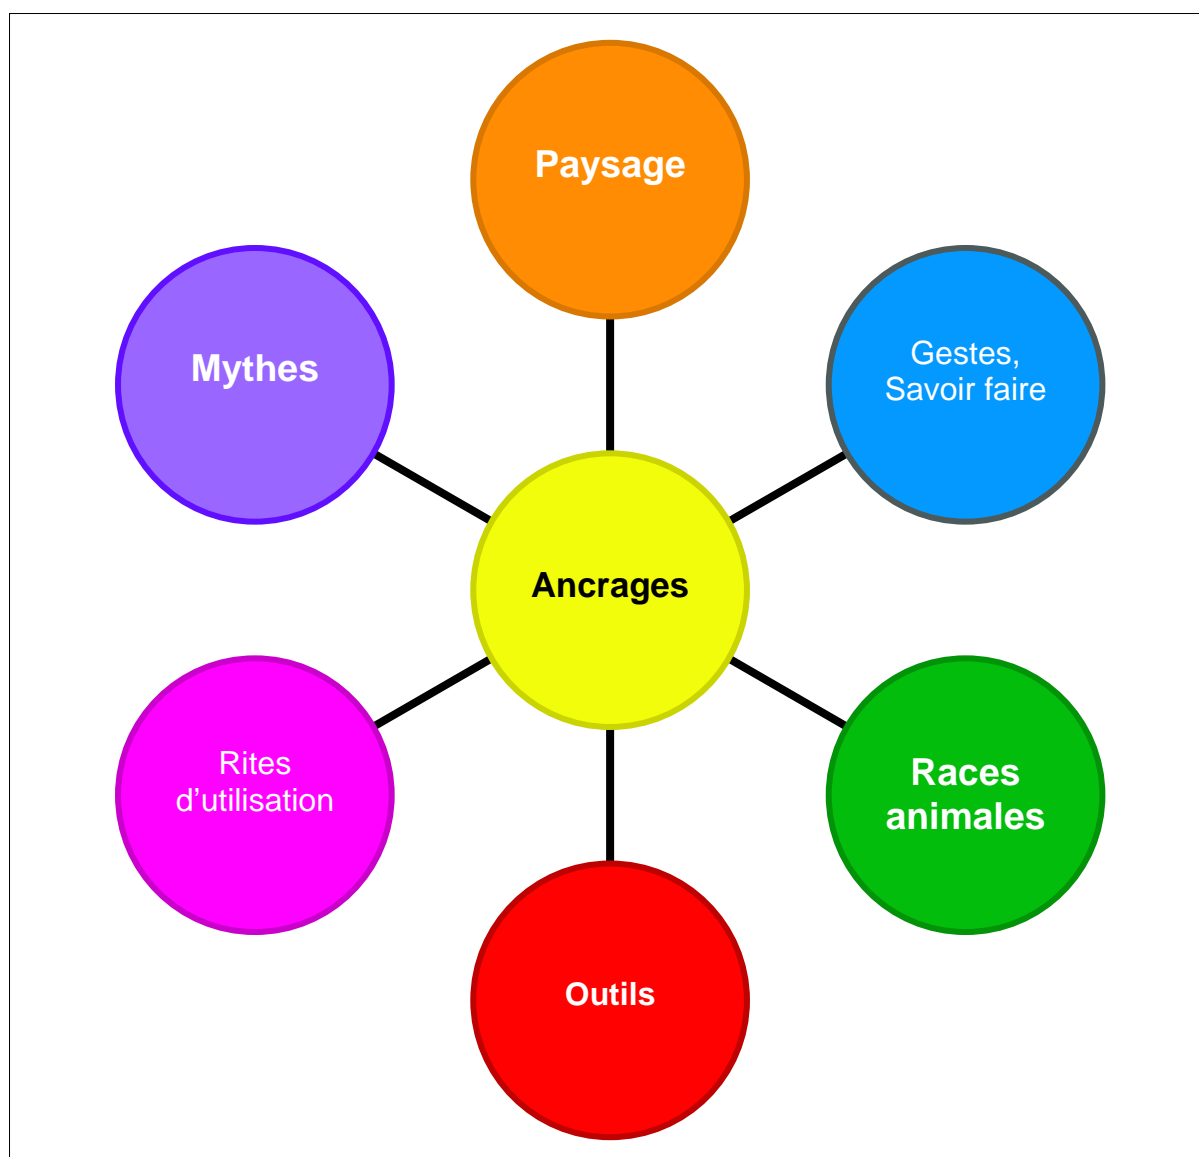 Paysage
Mythes
Gestes,
Savoir faire
Ancrages
Rites
d’utilisation
Races
animales
Outils